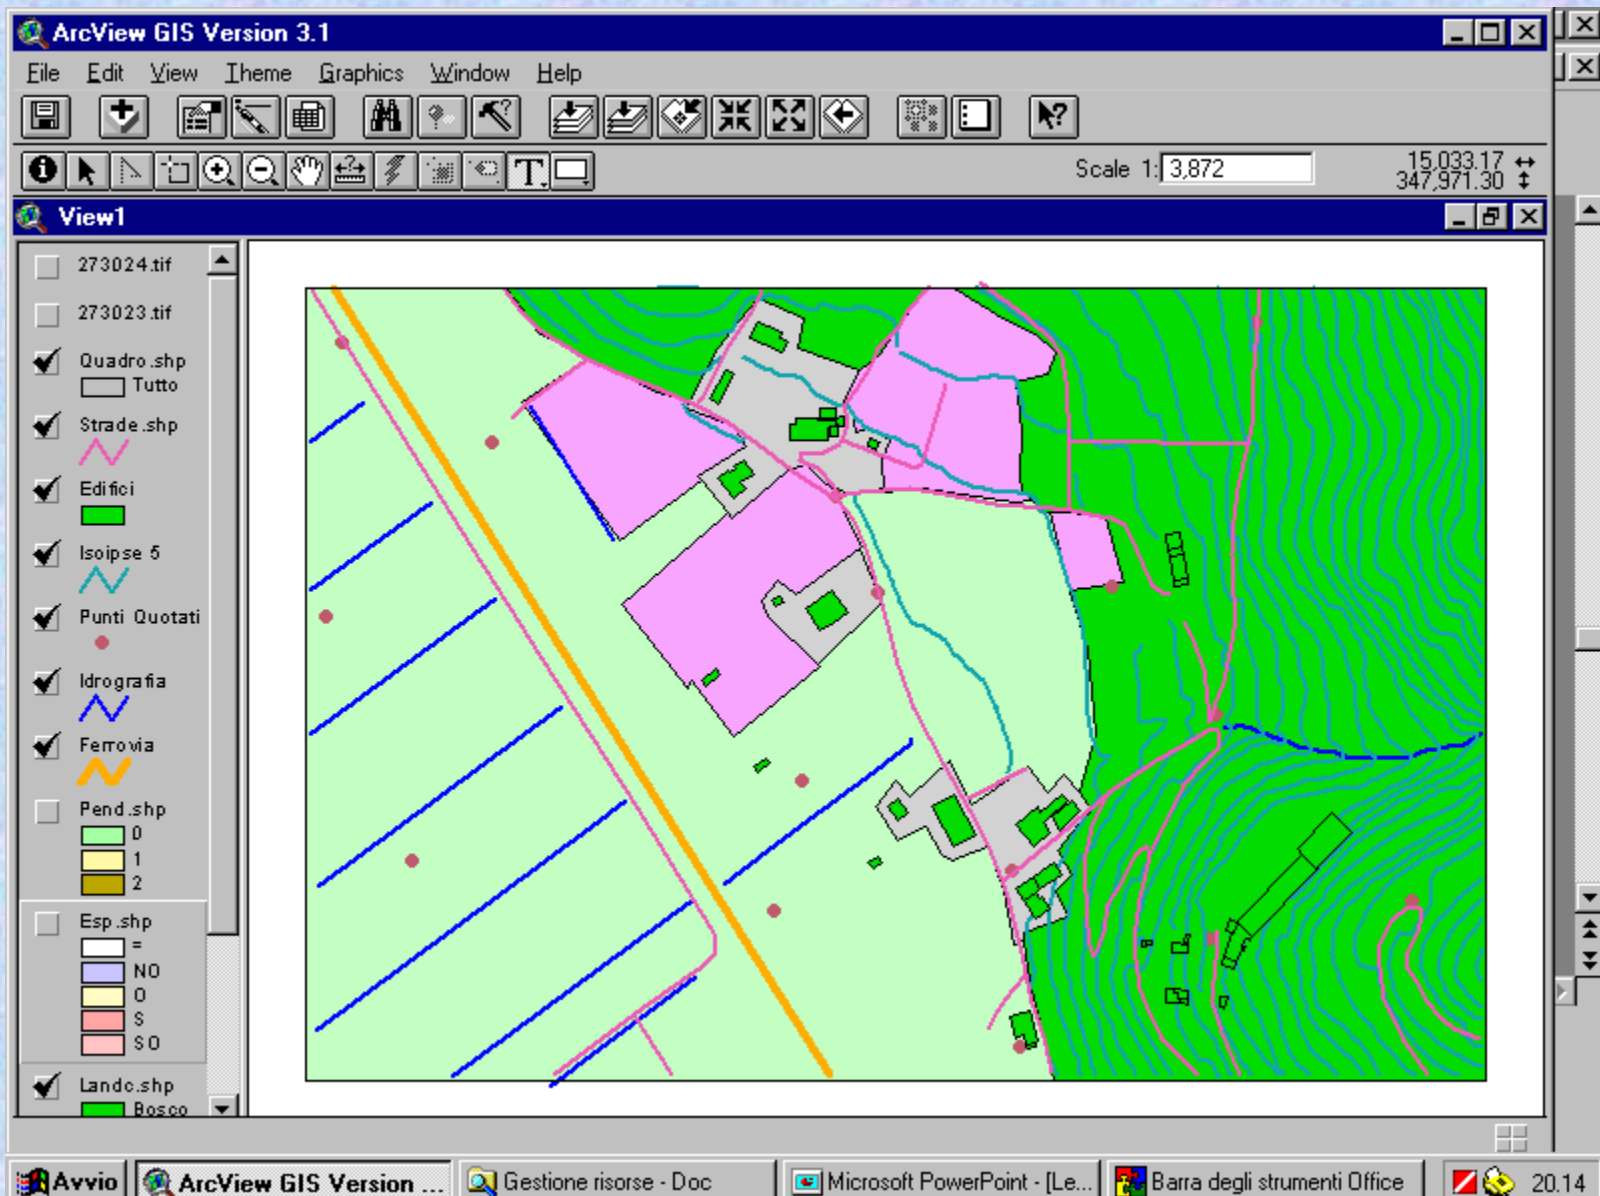 ArcView GIS Version 3.1
File Edit View Theme Graphics Window Help
Scale 1: 3,872
15,033.17
347,971.30
View1
273024.tif
273023.tif
Quadro.shp
Tutto
Strade.shp
Edifici
Isoipse 5
Punti Quotati
Idrografia
Ferrovia
Pend.shp
0
1
2
Esp.shp
=
NO
O
S
SO
Landc.shp
Bosco
Avvio ArcView GIS Version ... Gestione risorse - Doc Microsoft PowerPoint - [Le... Barra degli strumenti Office 20.14